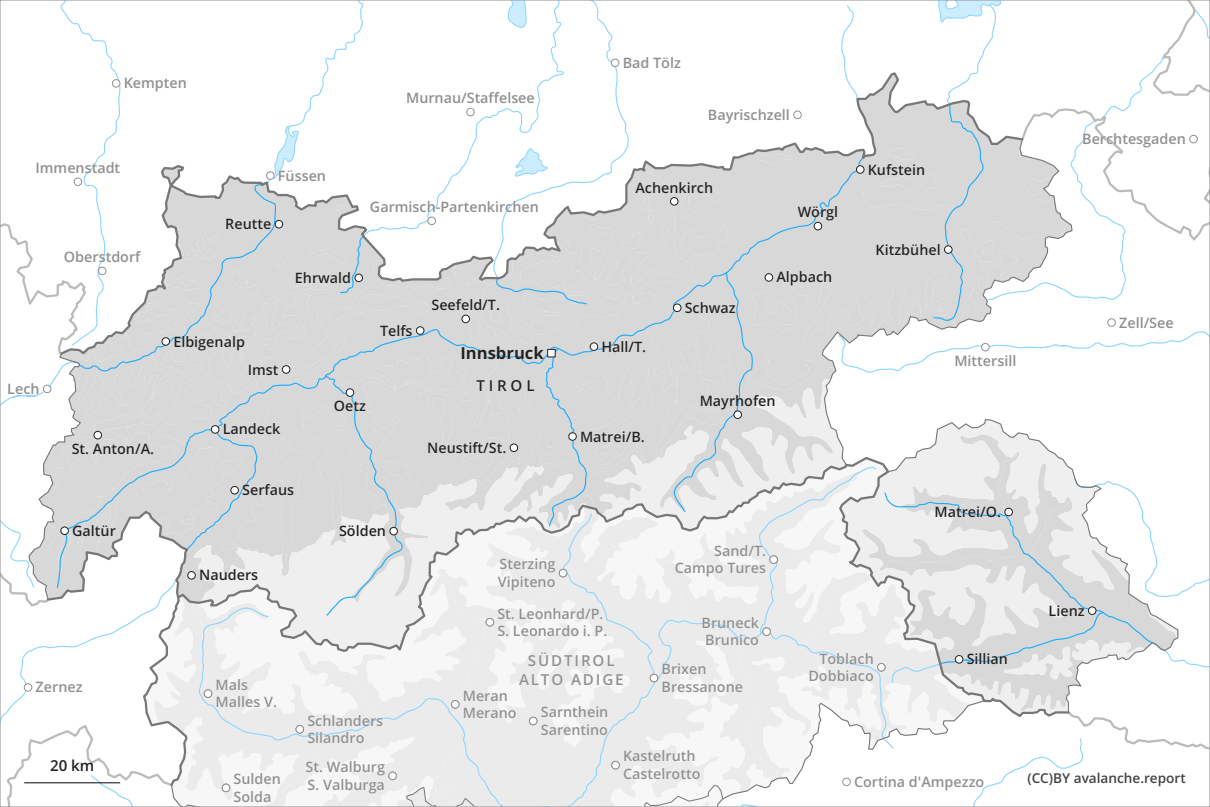 Kempten
Bad Tölz
Murnau/Staffelsee
Bayrischzell
Berchtesgaden
Immenstadt
Füssen
Kufstein
Achenkirch
Garmisch-Partenkirchen
Wörgl
Reutte
Kitzbühel
Oberstdorf
Ehrwald
Alpbach
Seefeld/T.
Schwaz
Zell/See
Telfs
Elbigenalp
Hall/T.
Innsbruck
Mittersill
Imst
TIROL
Lech
Oetz
Mayrhofen
Landeck
Matrei/B.
St. Anton/A.
Neustift/St.
Serfaus
Matrei/O.
Galtür
Sölden
Sand/T.
Campo Tures
Sterzing
Vipiteno
Nauders
Lienz
St. Leonhard/P.
S. Leonardo i. P.
Bruneck
Brunico
SÜDTIROL
ALTO ADIGE
Toblach
Dobbiaco
Sillian
Brixen
Bressanone
Zernez
Mals
Malles V.
Meran
Merano
Sarnthein
Sarentino
Schlanders
Silandro
Kastelruth
Castelrotto
St. Walburg
S. Valburga
20 km
Sulden
Solda
Cortina d'Ampezzo
(CC)BY avalanche.report